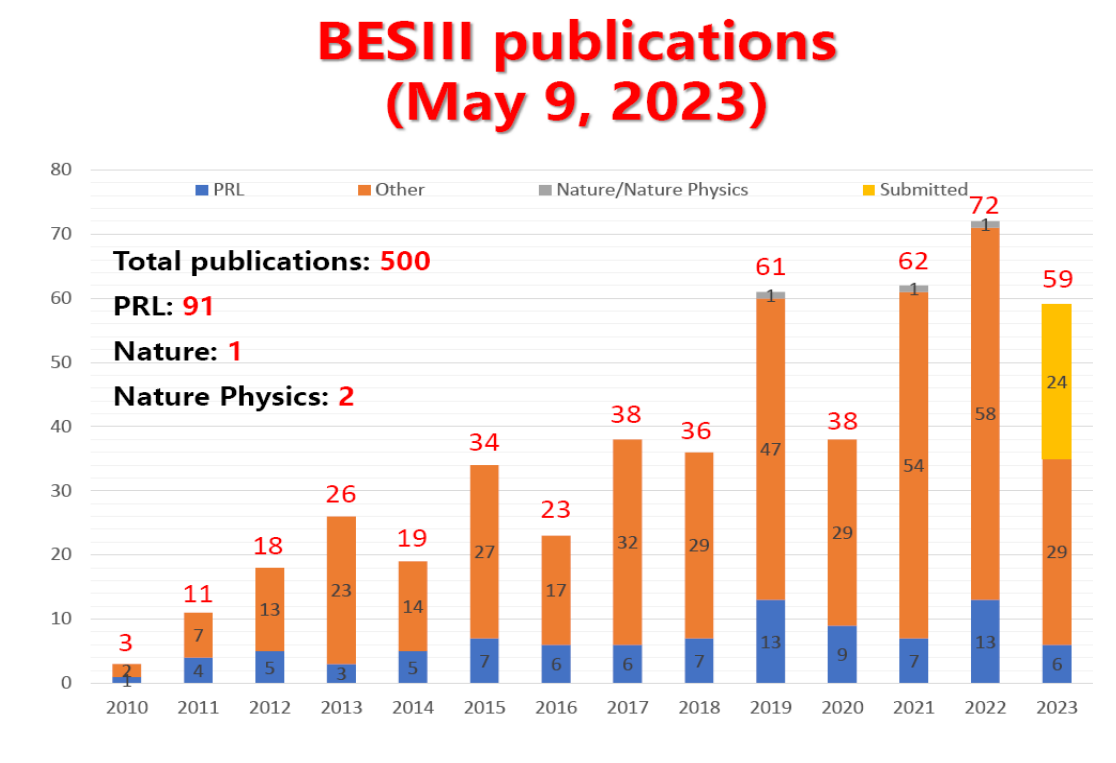 BESIII publications
(May 9, 2023)
80
PRL Other Nature/Nature Physics Submitted
72
70
Total publications: 500
61 62
60
PRL: 91
59
Nature: 1
50
Nature Physics: 2
40
38 36 38
34
30
26
23
20
18 19
11
10
3
0
1 1 1
24
47 54 58
27 32 29 29 29
23 17
13 14
7
2
1 4 5 3 5 7 6 6 7 13 9 7 13 6
2010 2011 2012 2013 2014 2015 2016 2017 2018 2019 2020 2021 2022 2023